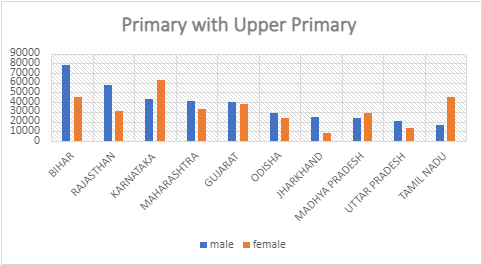 Primary with Upper Primary
90000
80000
70000
60000
50000
40000
30000
20000
10000
0
BIHAR
RAJASTHAN
KARNATAKA
MAHARASHTRA
GUJARAT
ODISHA
JHARKHAND
MADHYA PRADESH
UTTAR PRADESH
TAMIL NADU
male female